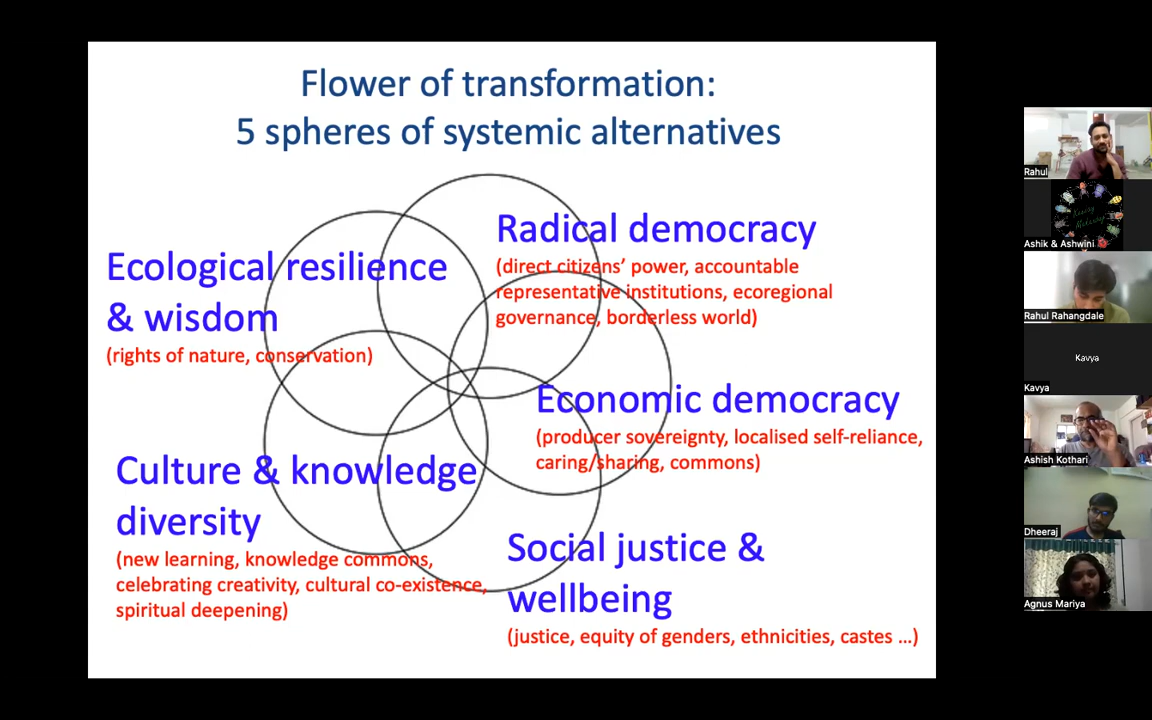 Flower of transformation:
5 spheres of systemic alternatives
Radical democracy
(direct citizens’ power, accountable
representative institutions, ecoregional
governance, borderless world)
Ecological resilience
& wisdom
(rights of nature, conservation)
Economic democracy
(producer sovereignty, localised self-reliance,
caring/sharing, commons)
Culture & knowledge
diversity
(new learning, knowledge commons,
celebrating creativity, cultural co-existence,
spiritual deepening)
Social justice &
wellbeing
(justice, equity of genders, ethnicities, castes ...)
Rahul
Ashik & Ashwini
Rahul Rahangdale
Kavya
Kavya
Ashish Kothari
Dheeraj
Agnus Mariya